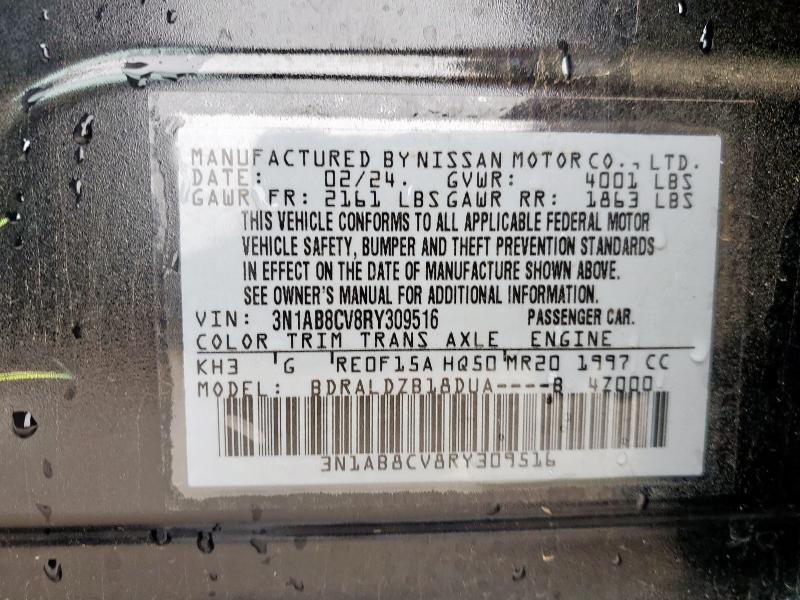 MANUFACTURED BY NISSAN MOTOR CO., LTD.
DATE: 02/24. GVWR: 4001 LBS
GAWR FR: 2161 LBS GAWR RR: 1863 LBS
THIS VEHICLE CONFORMS TO ALL APPLICABLE FEDERAL MOTOR
VEHICLE SAFETY, BUMPER AND THEFT PREVENTION STANDARDS
IN EFFECT ON THE DATE OF MANUFACTURE SHOWN ABOVE.
SEE OWNER'S MANUAL FOR ADDITIONAL INFORMATION.
VIN: 3N1AB8CV8RY309516 PASSENGER CAR.
COLOR TRIM TRANS AXLE ENGINE
KH3 G RE0F15A HQ50 MR20 1997 CC
MODEL: BDRALDZB18DUA----B 4Z000
3N1AB8CV8RY309516